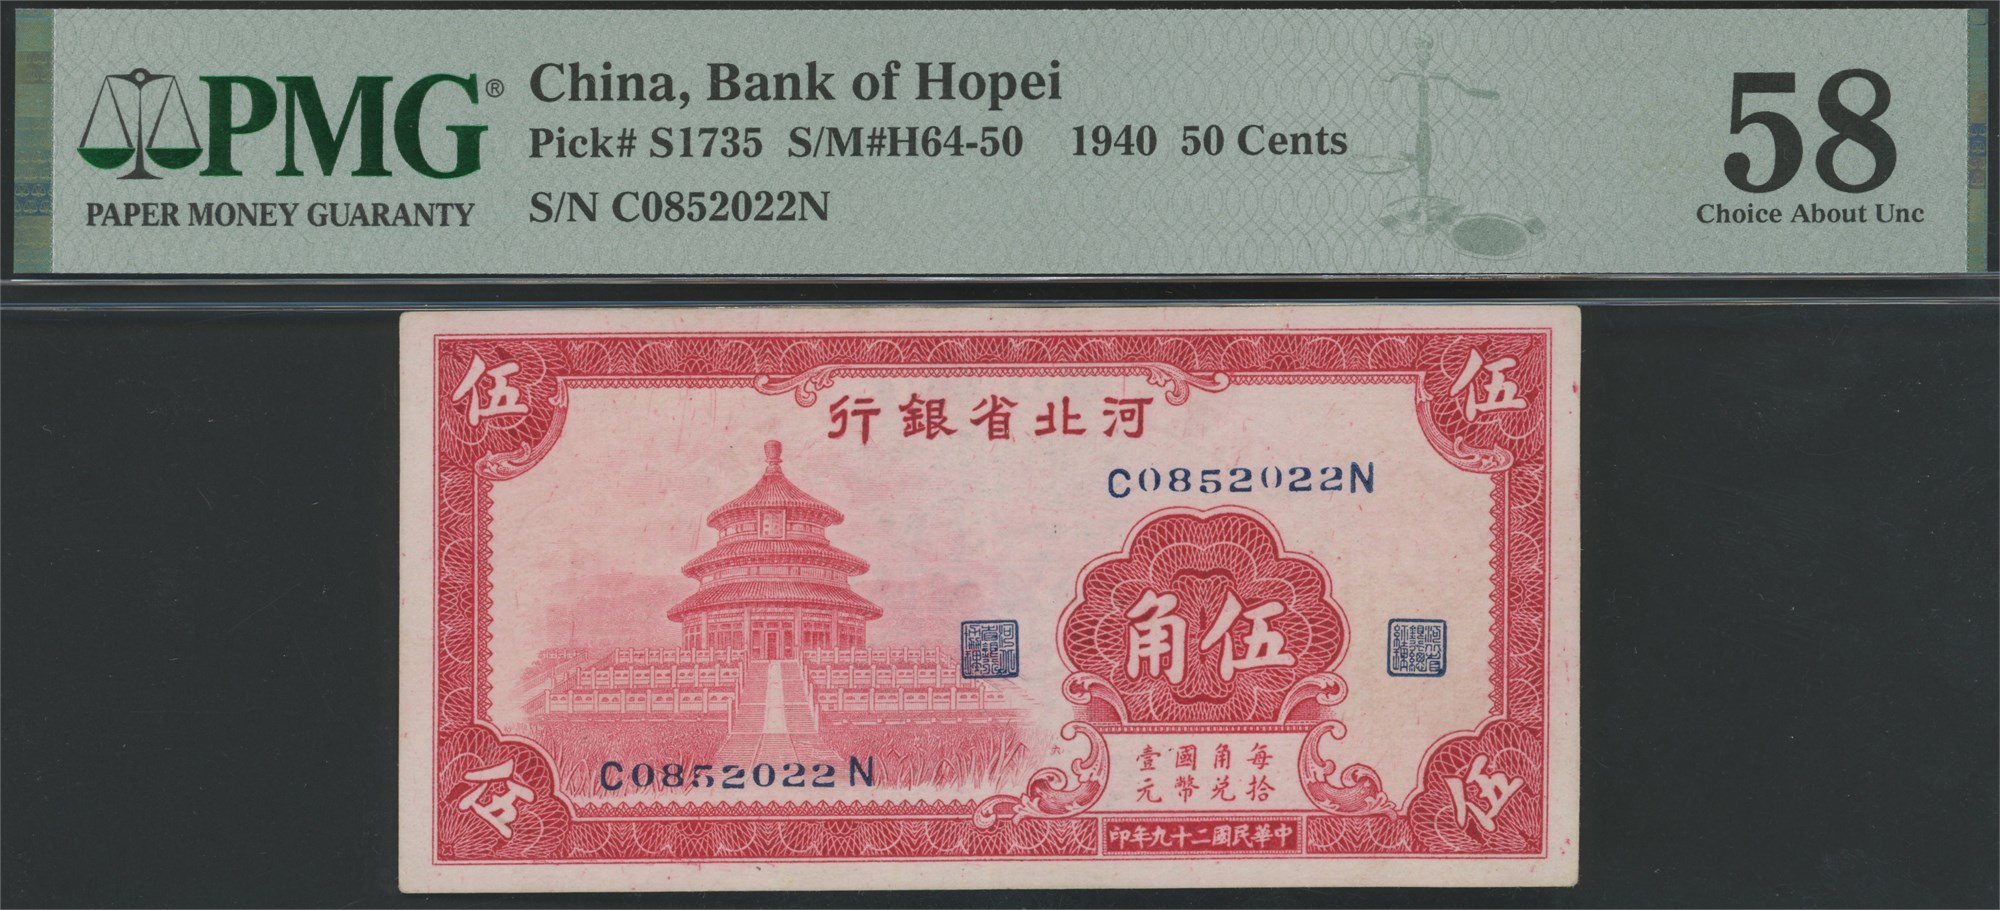 PMG®
PAPER MONEY GUARANTY
China, Bank of Hopei
Pick# S1735 S/M#H64-50 1940 50 Cents
S/N C0852022N
58
Choice About Unc
伍
伍
行銀省北河
C0852022N
角伍
C0852022N
壹國角每
元幣兌拾
伍
伍
印年九十二國民華中